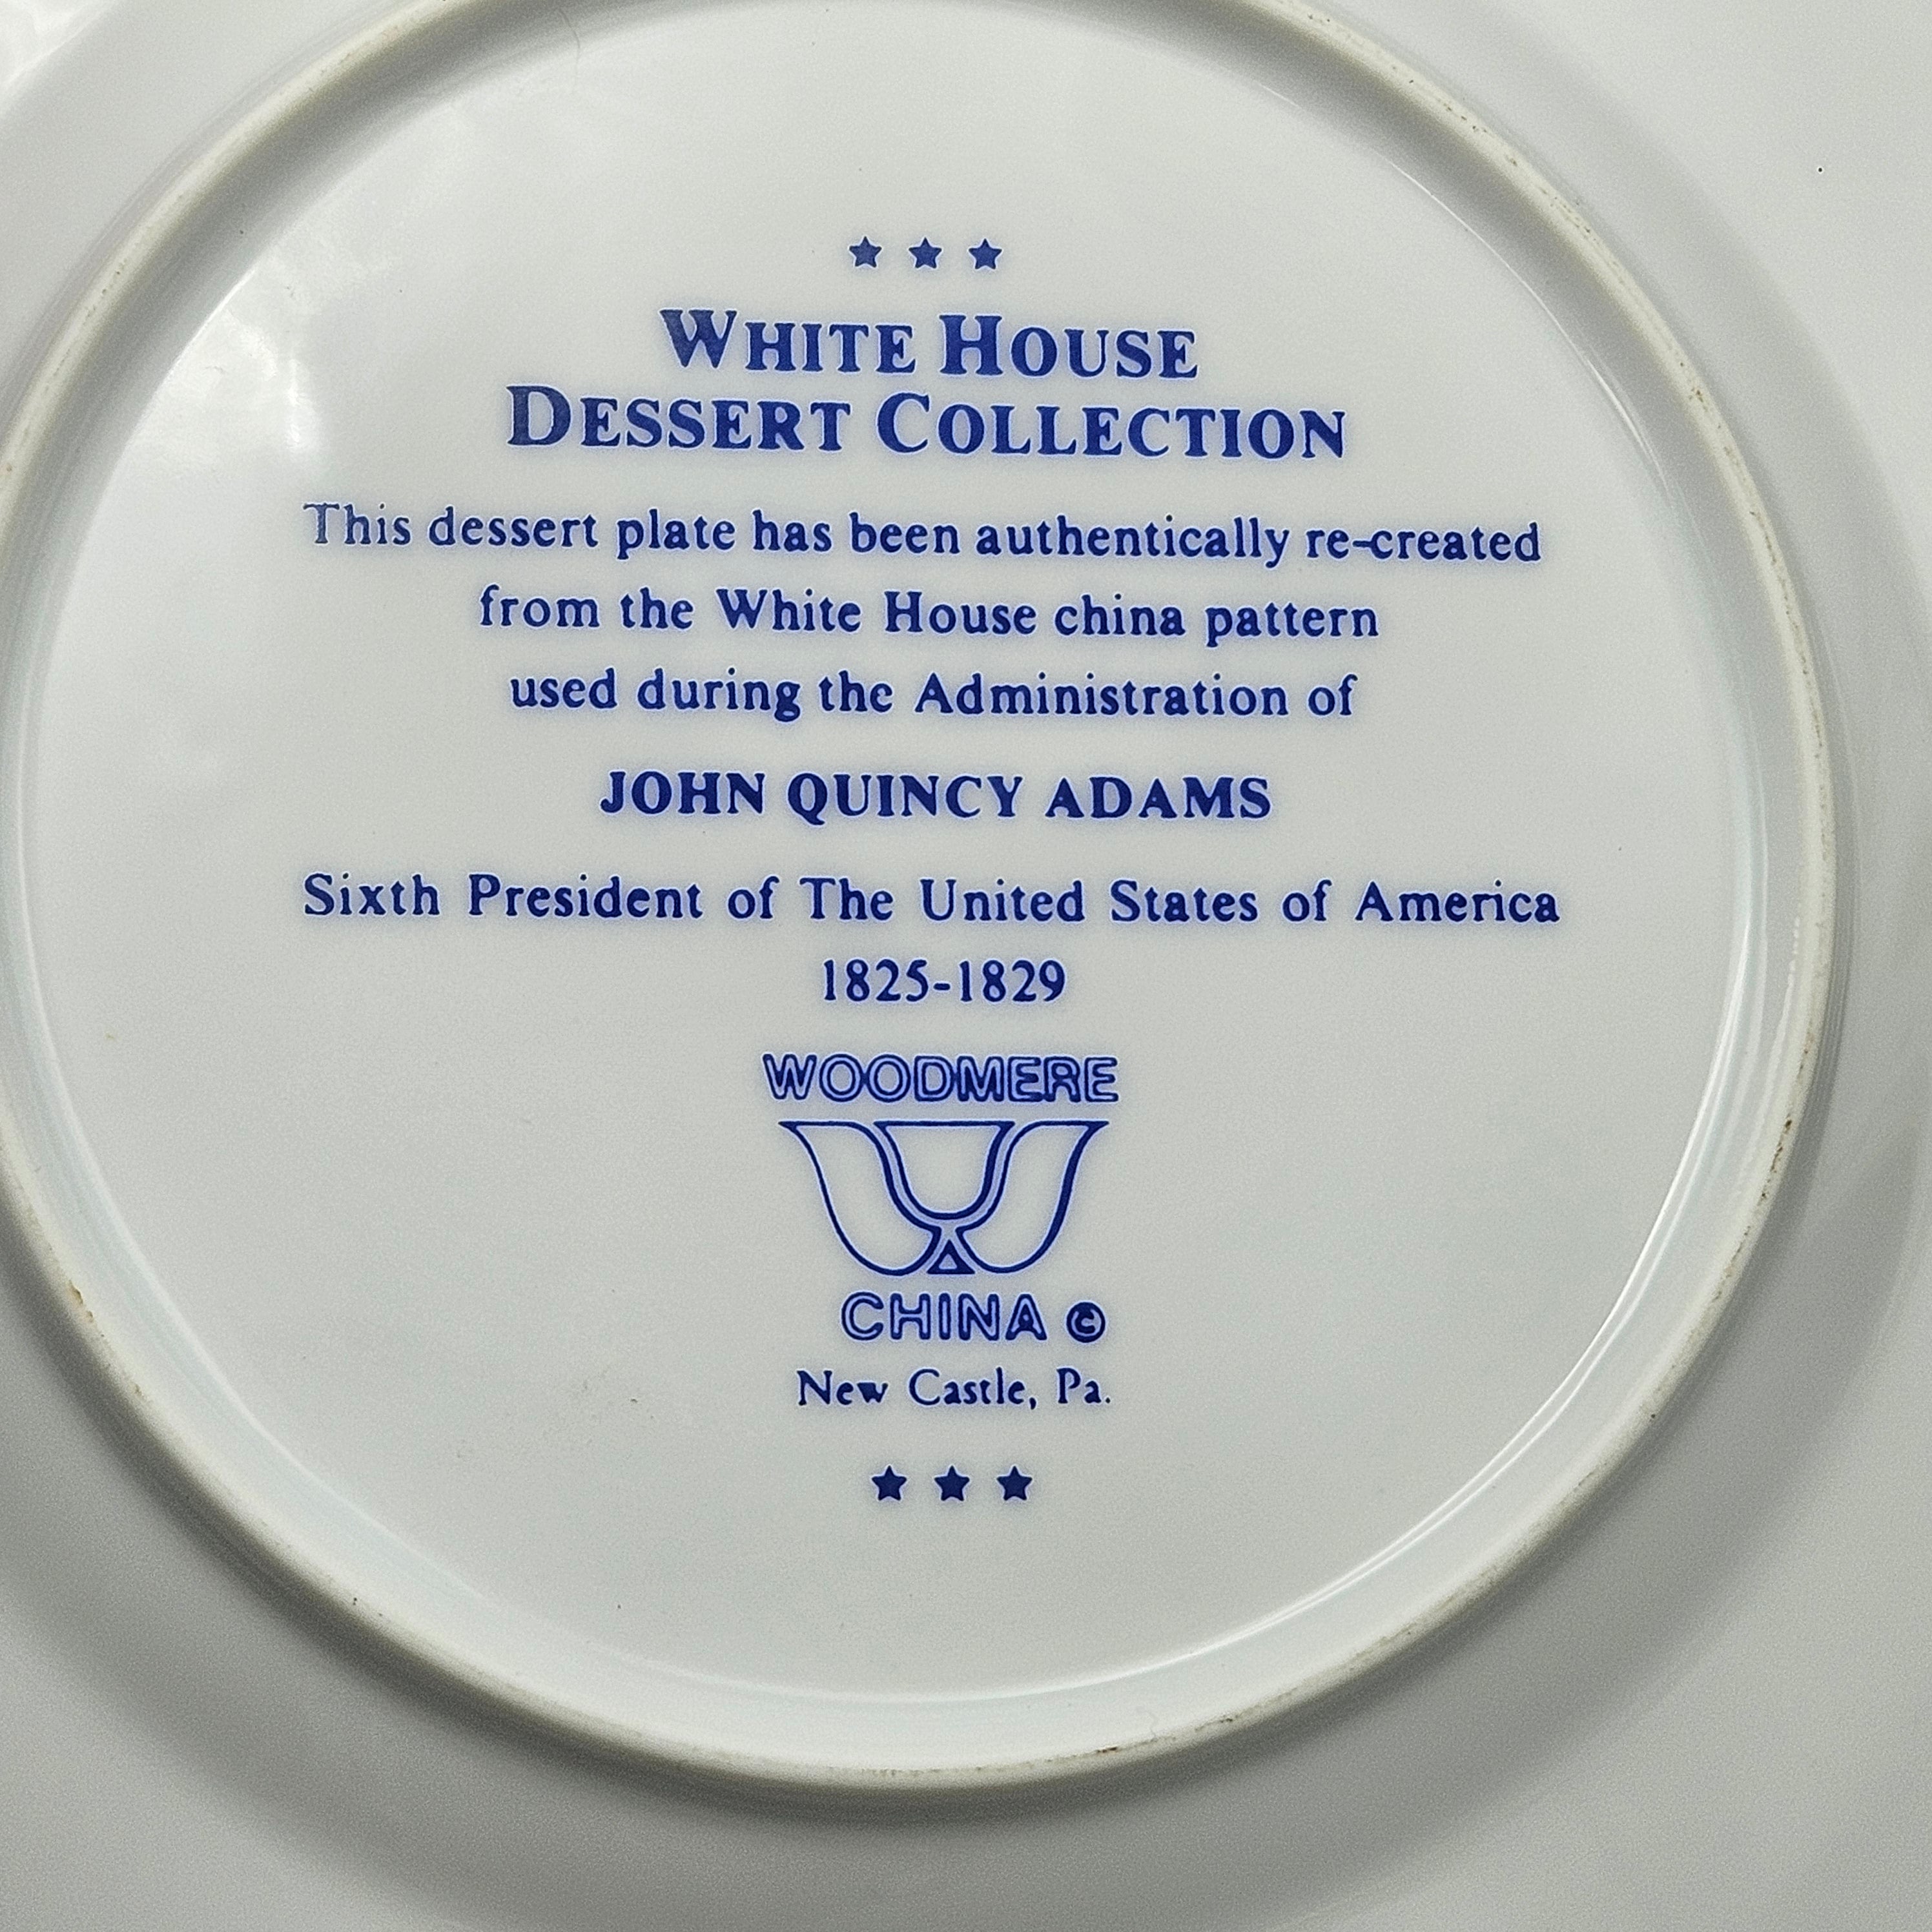 WHITE HOUSE
DESSERT COLLECTION
This dessert plate has been authentically re-created
from the White House china pattern
used during the Administration of
JOHN QUINCY ADAMS
Sixth President of The United States of America
1825-1829
WOODMERE
CHINA ©
New Castle, Pa.